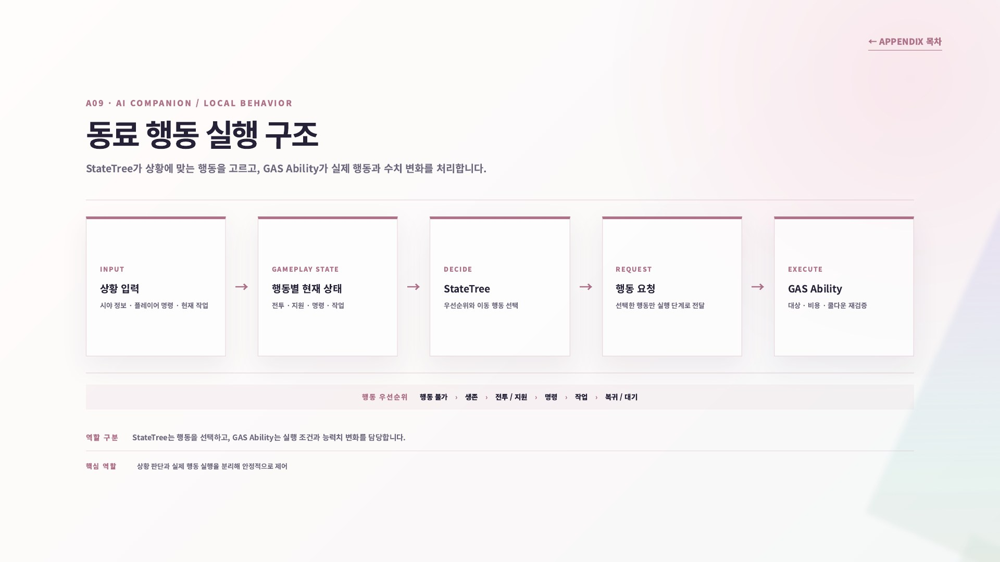 ← APPENDIX 목차
A09 · AI COMPANION / LOCAL BEHAVIOR
동료 행동 실행 구조
StateTree가 상황에 맞는 행동을 고르고, GAS Ability가 실제 행동과 수치 변화를 처리합니다.
INPUT
상황 입력
시야 정보 · 플레이어 명령 · 현재 작업
→
GAMEPLAY STATE
행동별 현재 상태
전투 · 지원 · 명령 · 작업
→
DECIDE
StateTree
우선순위와 이동 행동 선택
→
REQUEST
행동 요청
선택한 행동만 실행 단계로 전달
→
EXECUTE
GAS Ability
대상 · 비용 · 쿨다운 재검증
행동 우선순위 행동 불가 › 생존 › 전투 / 지원 › 명령 › 작업 › 복귀 / 대기
역할 구분 StateTree는 행동을 선택하고, GAS Ability는 실행 조건과 능력치 변화를 담당합니다.
핵심 역할 상황 판단과 실제 행동 실행을 분리해 안정적으로 제어